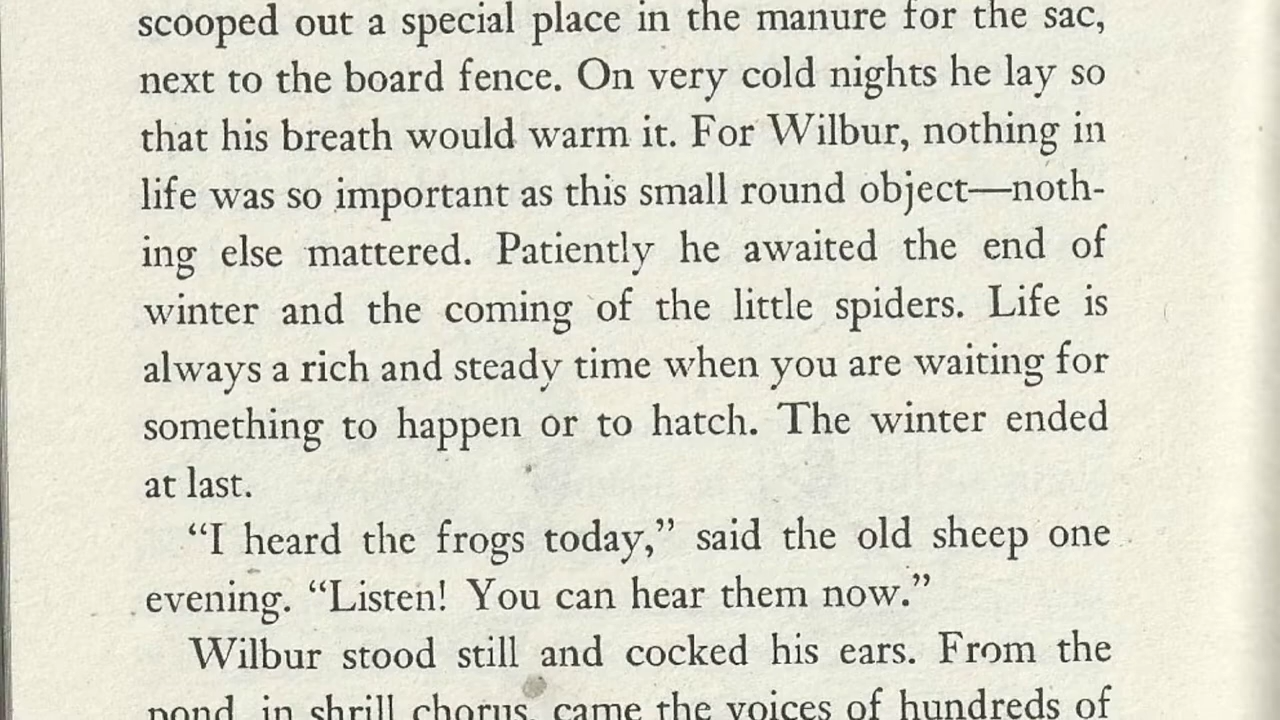 scooped out a special place in the manure for the sac,
next to the board fence. On very cold nights he lay so
that his breath would warm it. For Wilbur, nothing in
life was so important as this small round object—noth-
ing else mattered. Patiently he awaited the end of
winter and the coming of the little spiders. Life is
always a rich and steady time when you are waiting for
something to happen or to hatch. The winter ended
at last.
“I heard the frogs today,” said the old sheep one
evening. “Listen! You can hear them now.”
Wilbur stood still and cocked his ears. From the
pond, in shrill chorus, came the voices of hundreds of